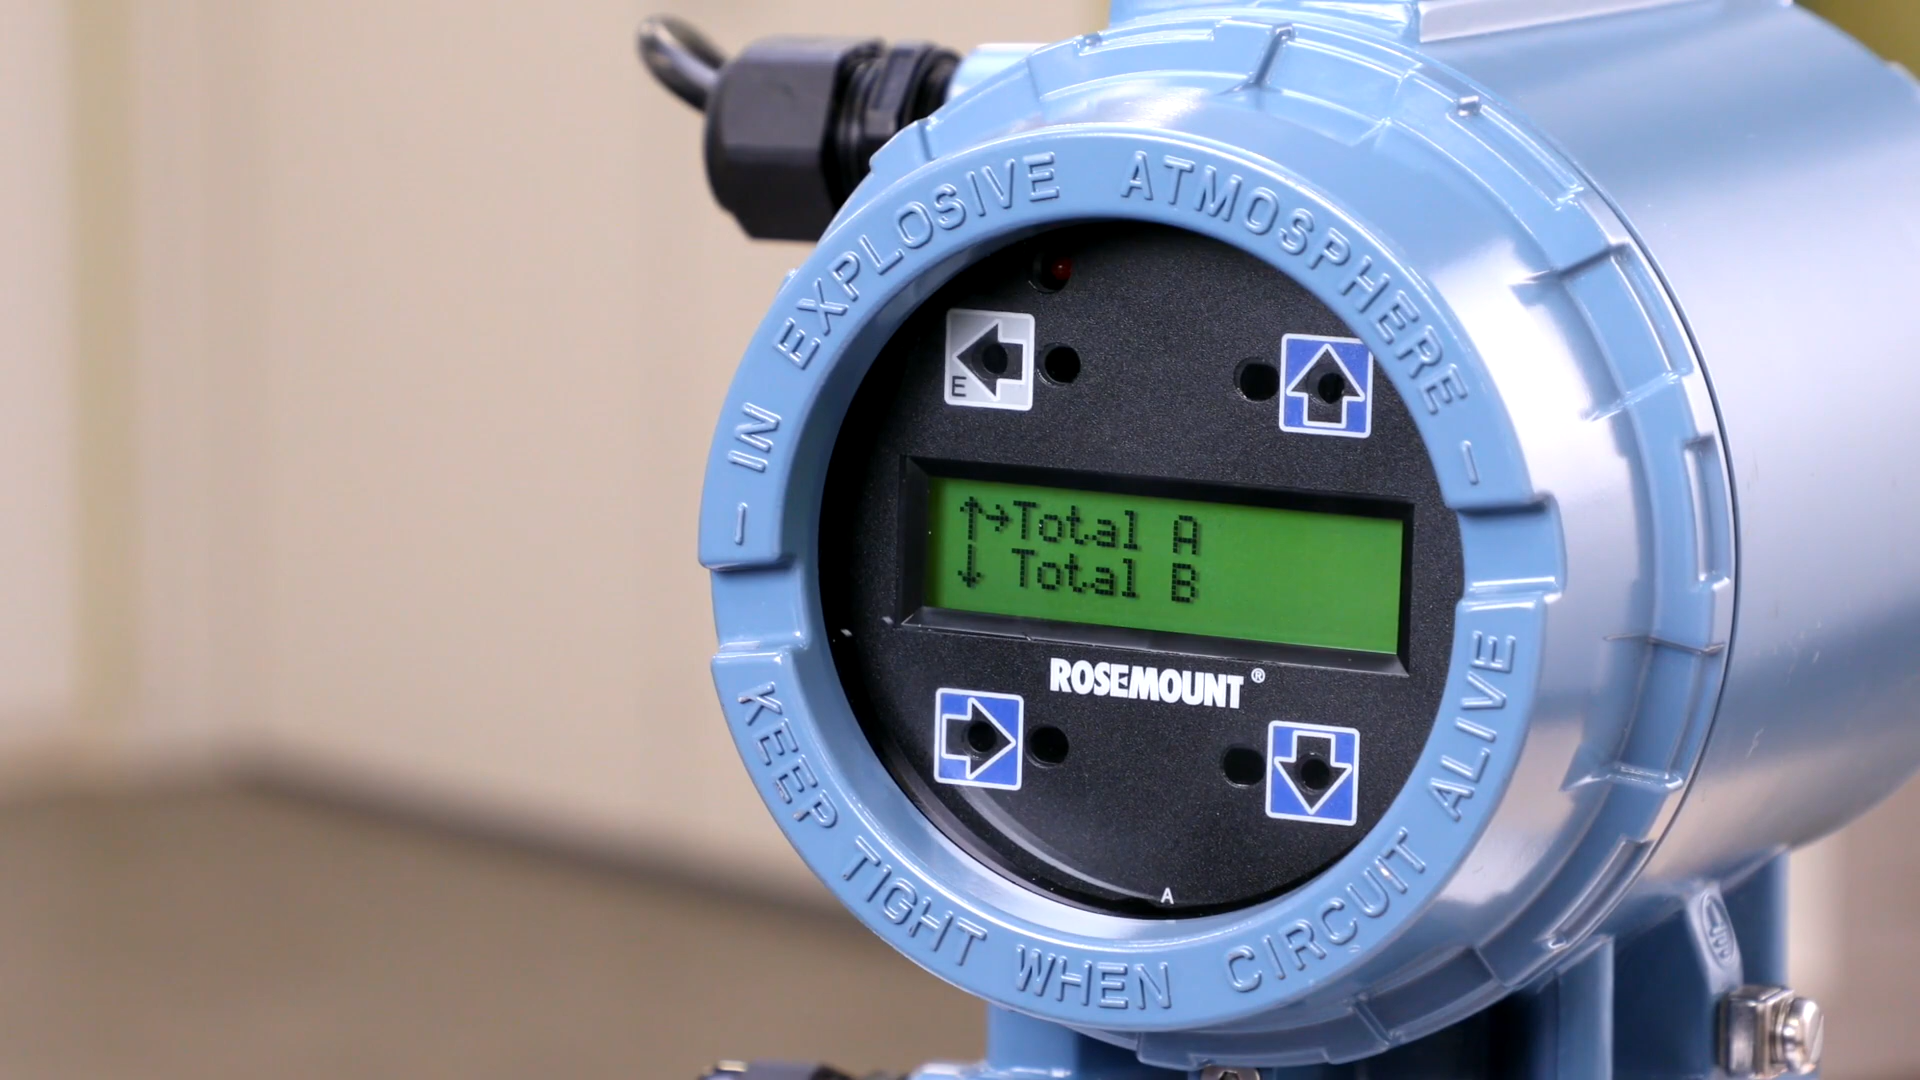 - IN EXPLOSIVE ATMOSPHERE -
E
↑→Total A
↓ Total B
ROSEMOUNT®
A
KEEP TIGHT WHEN CIRCUIT ALIVE